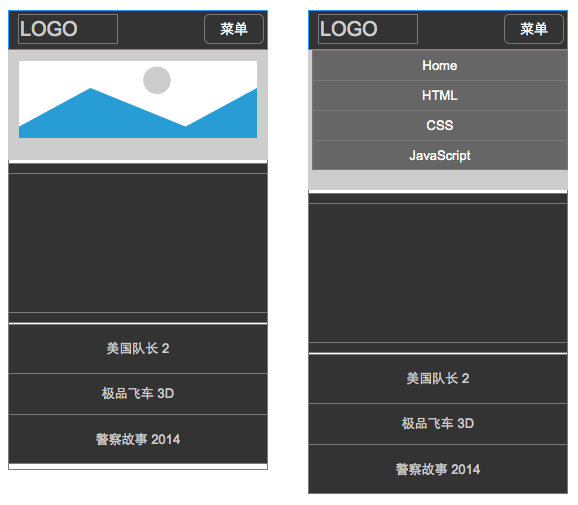 LOGO
菜单
美国队长 2
极品飞车 3D
警察故事 2014
LOGO
菜单
Home
HTML
CSS
JavaScript
美国队长 2
极品飞车 3D
警察故事 2014